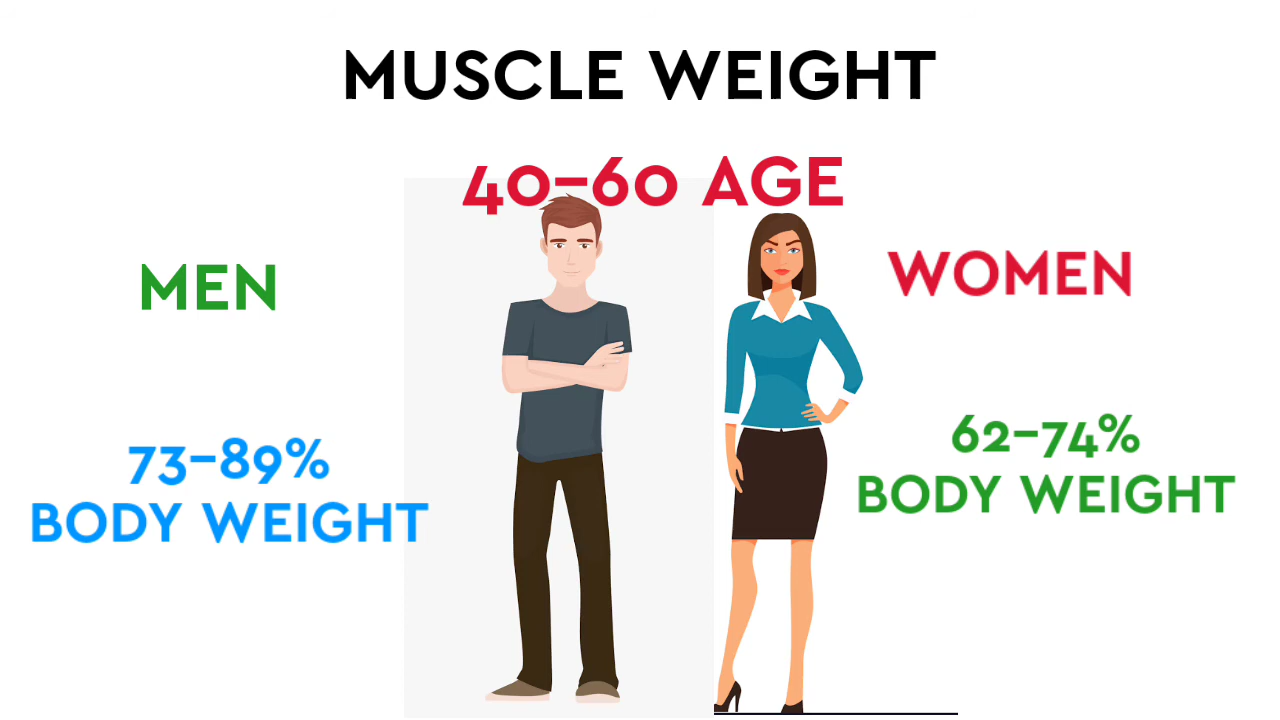 MUSCLE WEIGHT
40-60 AGE
MEN
WOMEN
73-89%
BODY WEIGHT
62-74%
BODY WEIGHT